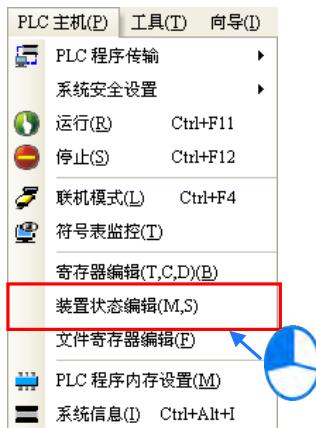 PLC 主机(P) 工具(T) 向导(I)
PLC 程序传输
系统安全设置
运行(R) Ctrl+F11
停止(S) Ctrl+F12
联机模式(L) Ctrl+F4
符号表监控(T)
寄存器编辑(T,C,D)(B)
装置状态编辑(M,S)
文件寄存器编辑(F)
PLC 程序内存设置(M)
系统信息(I) Ctrl+Alt+I